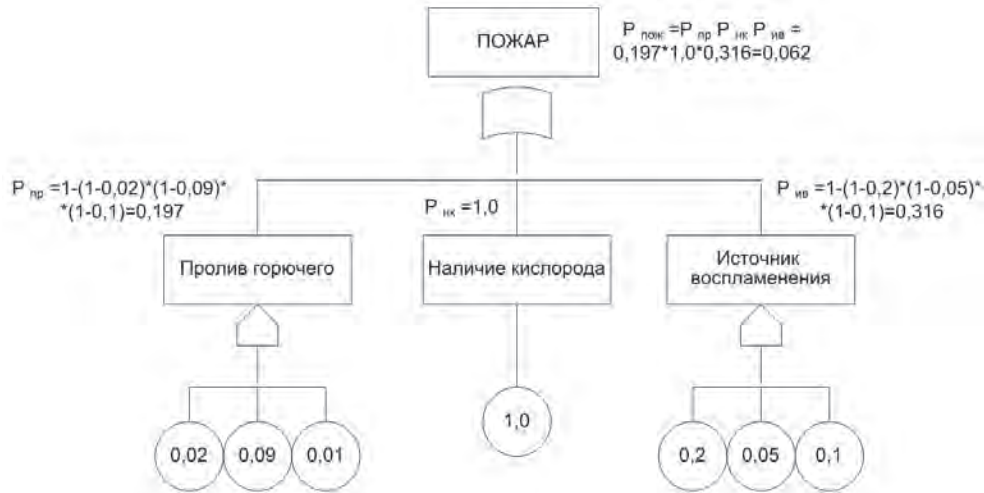 ПОЖАР
P пож =P пр P нк P ив =
0,197*1,0*0,316=0,062
P пр =1-(1-0,02)*(1-0,09)*
*(1-0,1)=0,197
P нк =1,0
P ив =1-(1-0,2)*(1-0,05)*
*(1-0,1)=0,316
Пролив горючего
Наличие кислорода
Источник
воспламенения
0,02
0,09
0,01
1,0
0,2
0,05
0,1